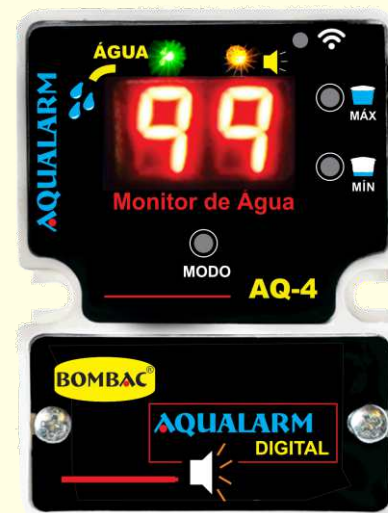 ÁGUA
99
MÁX
AQUALARM
MÍN
Monitor de Água
MODO
AQ-4
BOMBAC®
AQUALARM
DIGITAL